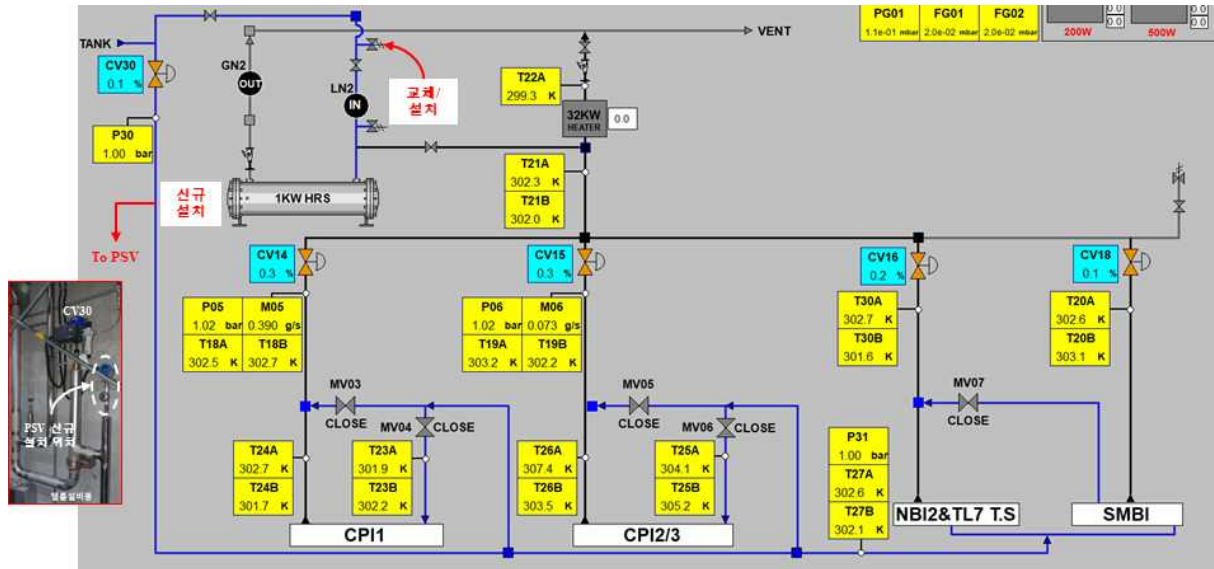 PG01 FG01 FG02
1.1e-01 mbar 2.0e-02 mbar 2.0e-02 mbar
0.0
0.0
0.0
0.0
200W 500W
TANK
VENT
CV30
0.1 %
GN2
OUT
LN2
IN
교체/
설치
T22A
299.3 K
32KW
HEATER
0.0
P30
1.00 bar
신규
설치
To PSV
1KW HRS
T21A
302.3 K
T21B
302.0 K
CV14
0.3 %
CV15
0.3 %
CV16
0.2 %
CV18
0.1 %
P05 M05
1.02 bar 0.390 g/s
T18A T18B
302.5 K 302.7 K
P06 M06
1.02 bar 0.073 g/s
T19A T19B
303.2 K 302.2 K
T30A
302.7 K
T30B
301.6 K
T20A
302.6 K
T20B
303.1 K
CV30
PSV 신규
설치 위치
MV03
CLOSE
MV04 CLOSE
MV05
CLOSE
MV06 CLOSE
MV07
CLOSE
T24A
302.7 K
T24B
301.7 K
T23A
301.9 K
T23B
302.2 K
T26A
307.4 K
T26B
303.5 K
T25A
304.1 K
T25B
305.2 K
P31
1.00 bar
T27A
302.6 K
T27B
302.1 K
CPI1
CPI2/3
NBI2&TL7 T.S
SMBI